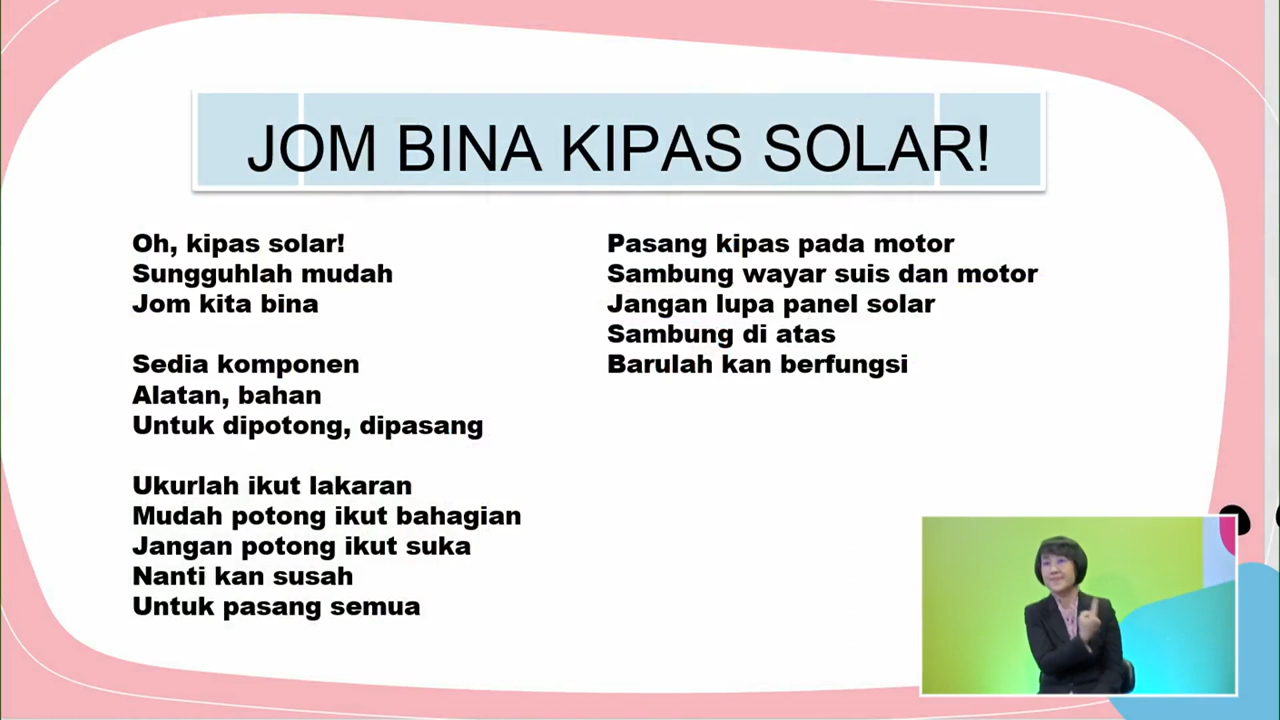 JOM BINA KIPAS SOLAR!
Oh, kipas solar!
Sungguhlah mudah
Jom kita bina
Sedia komponen
Alatan, bahan
Untuk dipotong, dipasang
Ukurlah ikut lakaran
Mudah potong ikut bahagian
Jangan potong ikut suka
Nanti kan susah
Untuk pasang semua
Pasang kipas pada motor
Sambung wayar suis dan motor
Jangan lupa panel solar
Sambung di atas
Barulah kan berfungsi